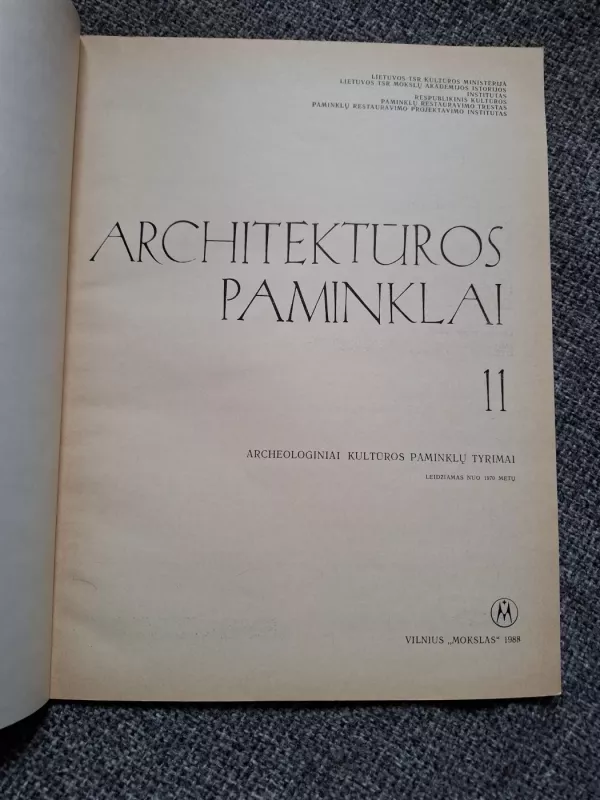 LIETUVOS TSR KULTŪROS MINISTERIJA
LIETUVOS TSR MOKSLŲ AKADEMIJOS ISTORIJOS
INSTITUTAS
RESPUBLIKINIS KULTŪROS
PAMINKLŲ RESTAURAVIMO TRESTAS
PAMINKLŲ RESTAURAVIMO PROJEKTAVIMO INSTITUTAS
ARCHITEKTŪROS
PAMINKLAI
11
ARCHEOLOGINIAI KULTŪROS PAMINKLŲ TYRIMAI
LEIDŽIAMAS NUO 1970 METŲ
M
VILNIUS „MOKSLAS“ 1988